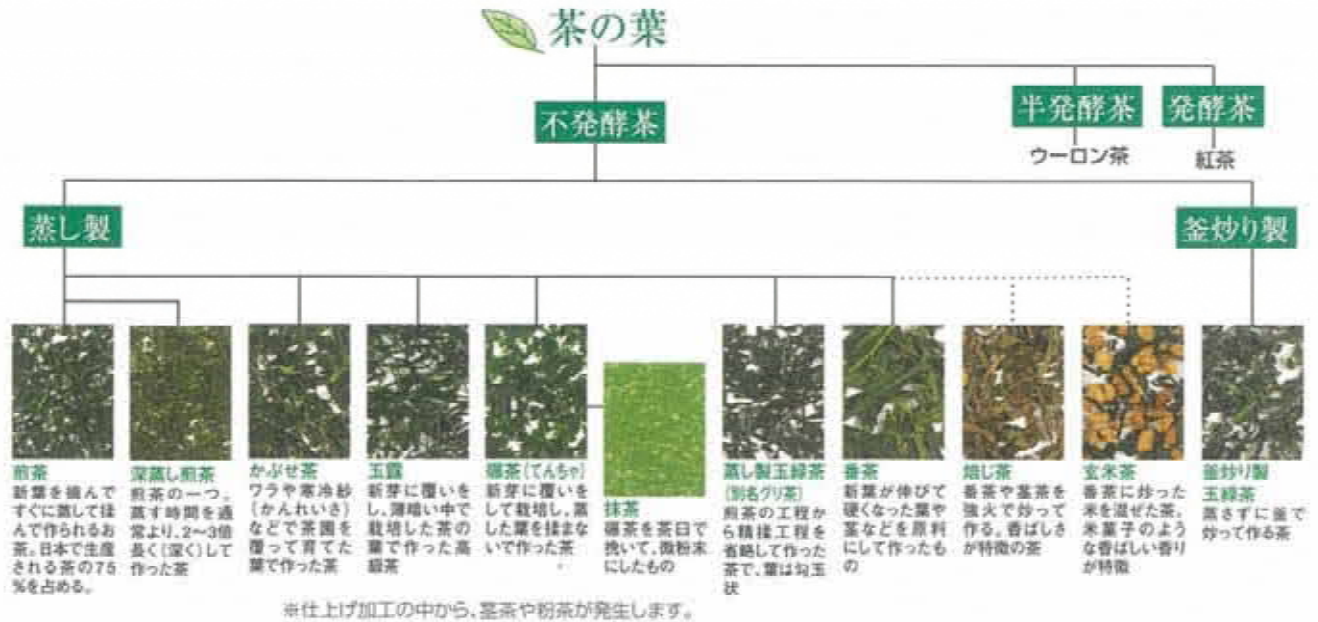 茶の葉
不発酵茶
半発酵茶
発酵茶
ウーロン茶
紅茶
蒸し製
釜炒り製
煎茶
新葉を摘んで
すぐに蒸して揉
んで作られるお
茶。日本で生産
される茶の75
%を占める。
深蒸し煎茶
煎茶の一つ。
蒸す時間を通
常より、2〜3倍
長く(深く)して
作った茶
かぶせ茶
ワラや寒冷紗
(かんれいさ)
などで茶園を
覆って育てた
葉で作った茶
玉露
新芽に覆いを
し、薄暗い中で
栽培した茶の
葉で作った高
級茶
碾茶(てんちゃ)
新芽に覆いを
して栽培し、蒸
した葉を揉まな
いで作った茶
抹茶
碾茶を茶臼で
挽いて、微粉末
にしたもの
蒸し製玉緑茶
(別名グリ茶)
煎茶の工程か
ら精揉工程を
省略して作った
茶で、葉は勾玉
状
番茶
新葉が伸びて
硬くなった葉や
茎などを原料
にして作ったも
の
焙じ茶
番茶や茎茶を
強火で炒って
作る。香ばしさ
が特徴の茶
玄米茶
番茶に炒った
米を混ぜた茶。
米菓子のよう
な香ばしい香り
が特徴
釜炒り製
玉緑茶
蒸さずに釜で
炒って作る茶
※仕上げ加工の中から、茎茶や粉茶が発生します。